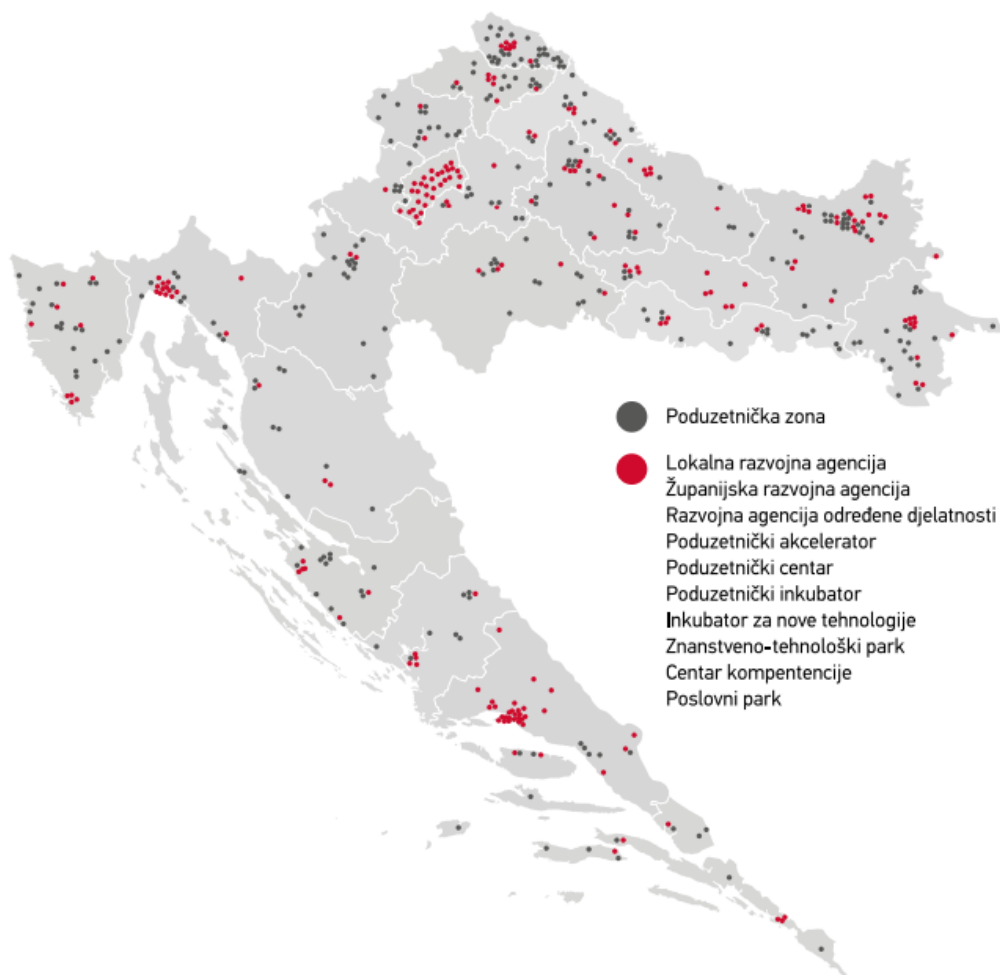 Poduzetnička zona
Lokalna razvojna agencija
Županijska razvojna agencija
Razvojna agencija određene djelatnosti
Poduzetnički akcelerator
Poduzetnički centar
Poduzetnički inkubator
Inkubator za nove tehnologije
Znanstveno-tehnološki park
Centar kompentencije
Poslovni park